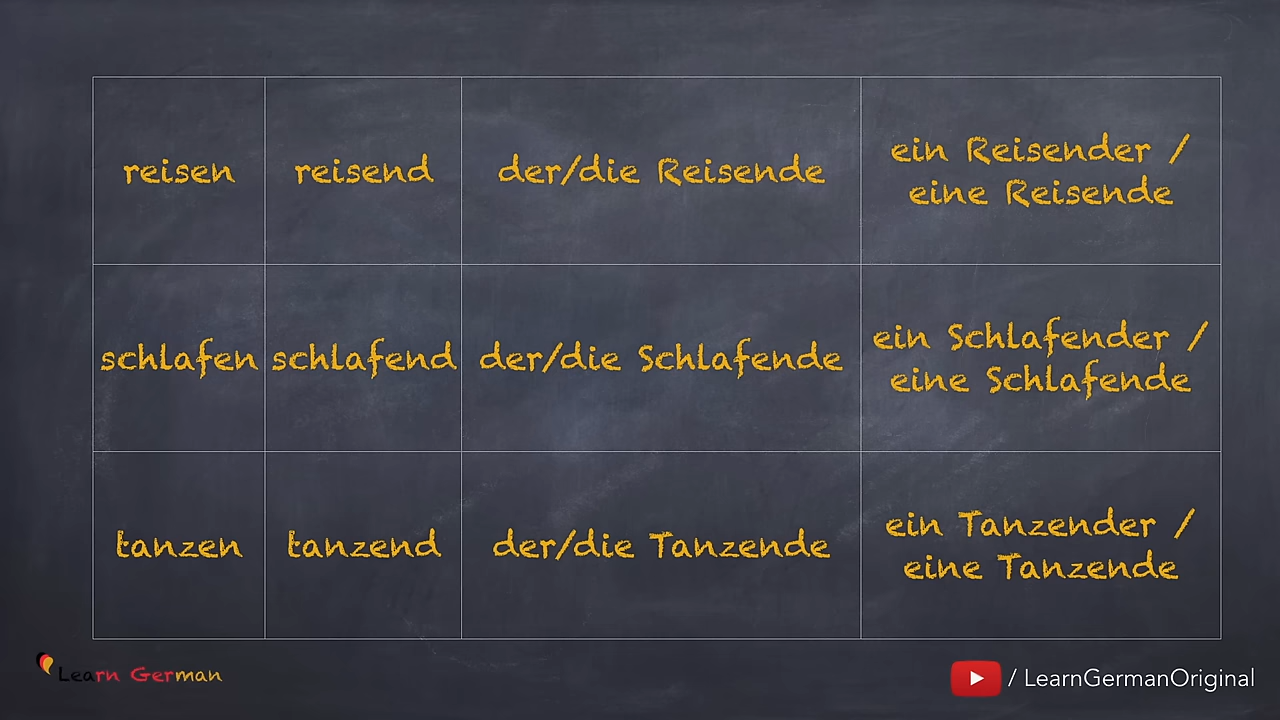 reisen
reisend
der/die Reisende
ein Reisender /
eine Reisende
schlafen
schlafend
der/die Schlafende
ein Schlafender /
eine Schlafende
tanzen
tanzend
der/die Tanzende
ein Tanzender /
eine Tanzende
Learn German
/ LearnGermanOriginal